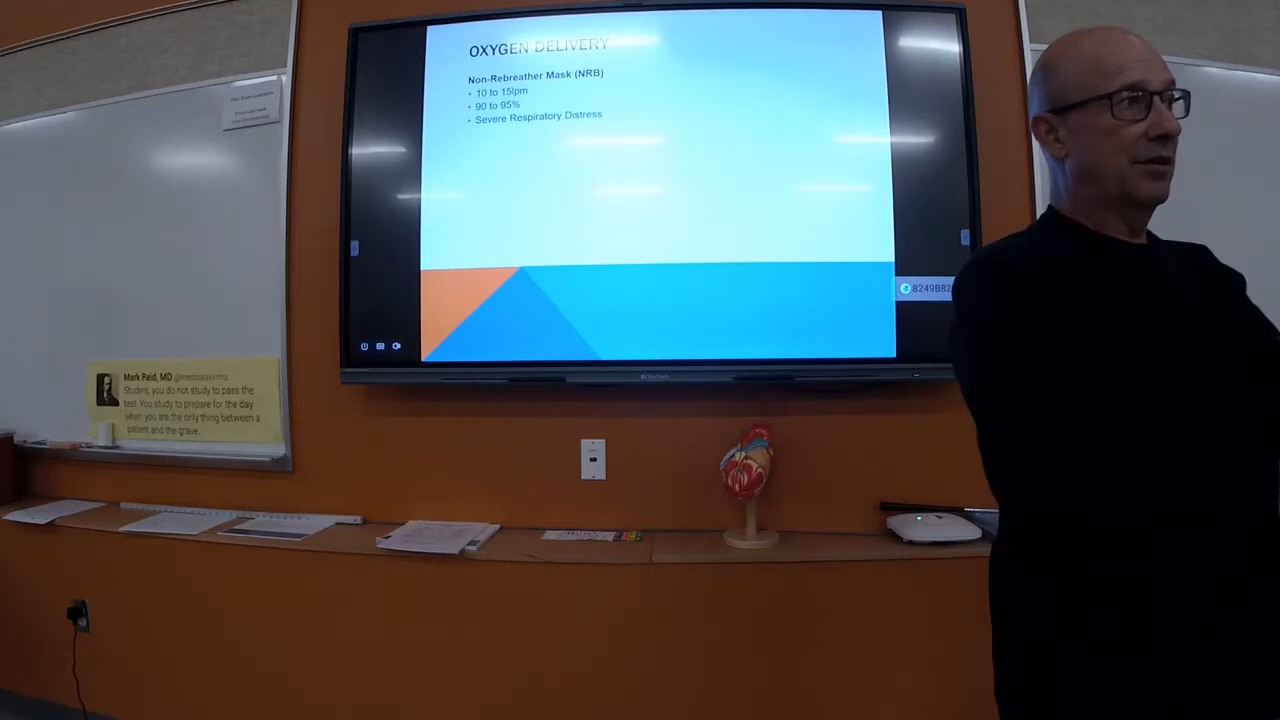 OXYGEN DELIVERY
Non-Rebreather Mask (NRB)
• 10 to 15lpm
• 90 to 95%
• Severe Respiratory Distress
8249B82
Mark Reid, MD @medicalaxioms
Student, you do not study to pass the
test. You study to prepare for the day
when you are the only thing between a
patient and the grave.